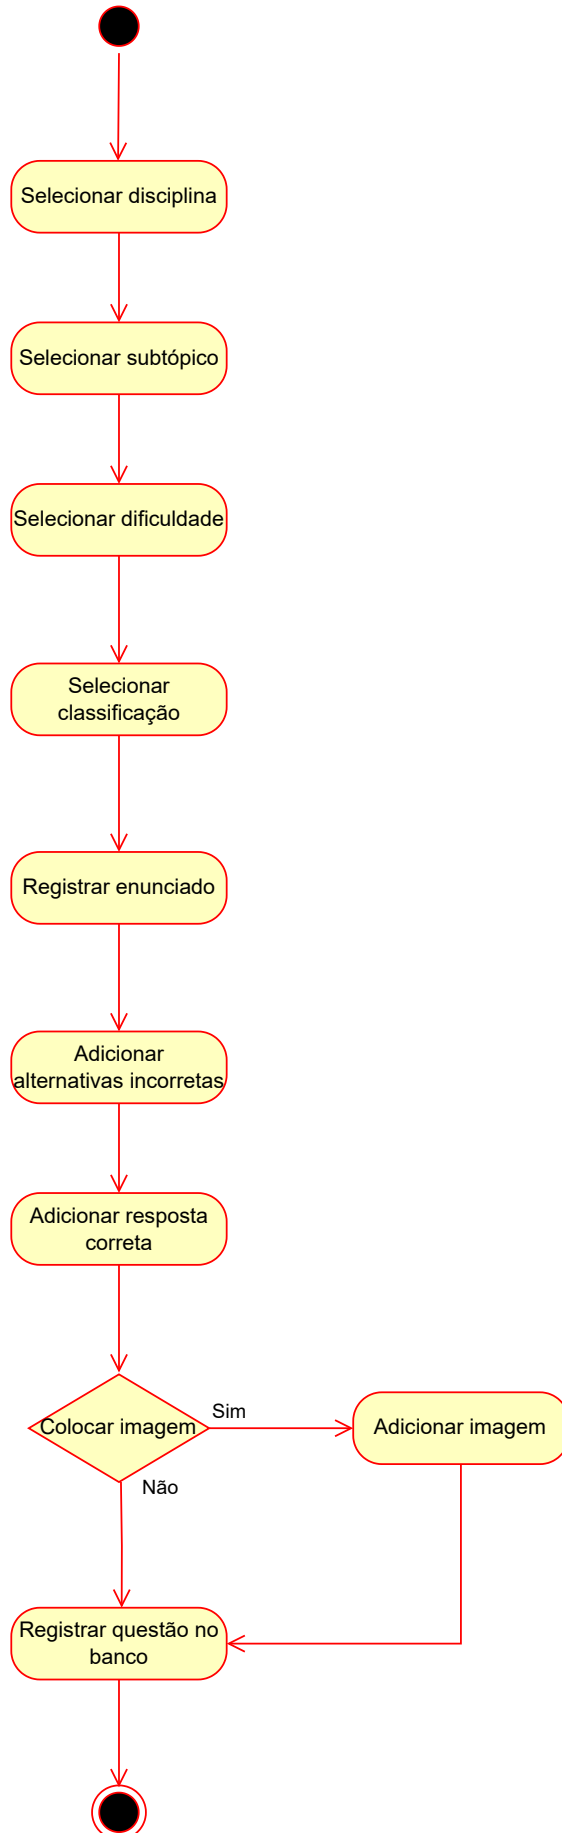 Selecionar disciplina
Selecionar subtópico
Selecionar dificuldade
Selecionar
classificação
Registrar enunciado
Adicionar
alternativas incorretas
Adicionar resposta
correta
Colocar imagem
Sim
Adicionar imagem
Não
Registrar questão no
banco